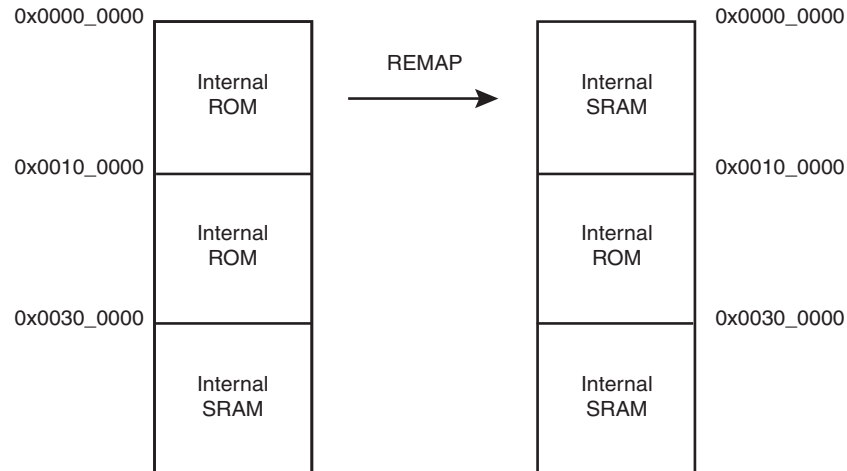 0x0000_0000
0x0000_0000
REMAP
Internal
ROM
Internal
SRAM
0x0010_0000
0x0010_0000
Internal
ROM
Internal
ROM
0x0030_0000
0x0030_0000
Internal
SRAM
Internal
SRAM